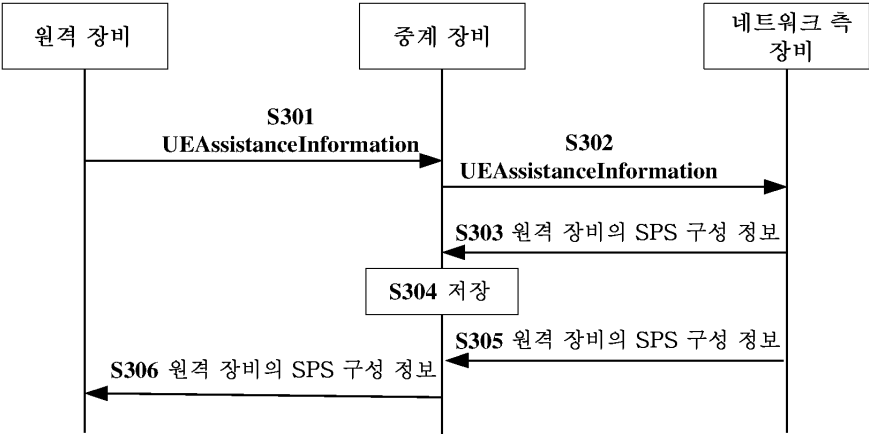 원격 장비
중계 장비
네트워크 측
장비
S301
UEAssistanceInformation
S302
UEAssistanceInformation
S303 원격 장비의 SPS 구성 정보
S304 저장
S305 원격 장비의 SPS 구성 정보
S306 원격 장비의 SPS 구성 정보